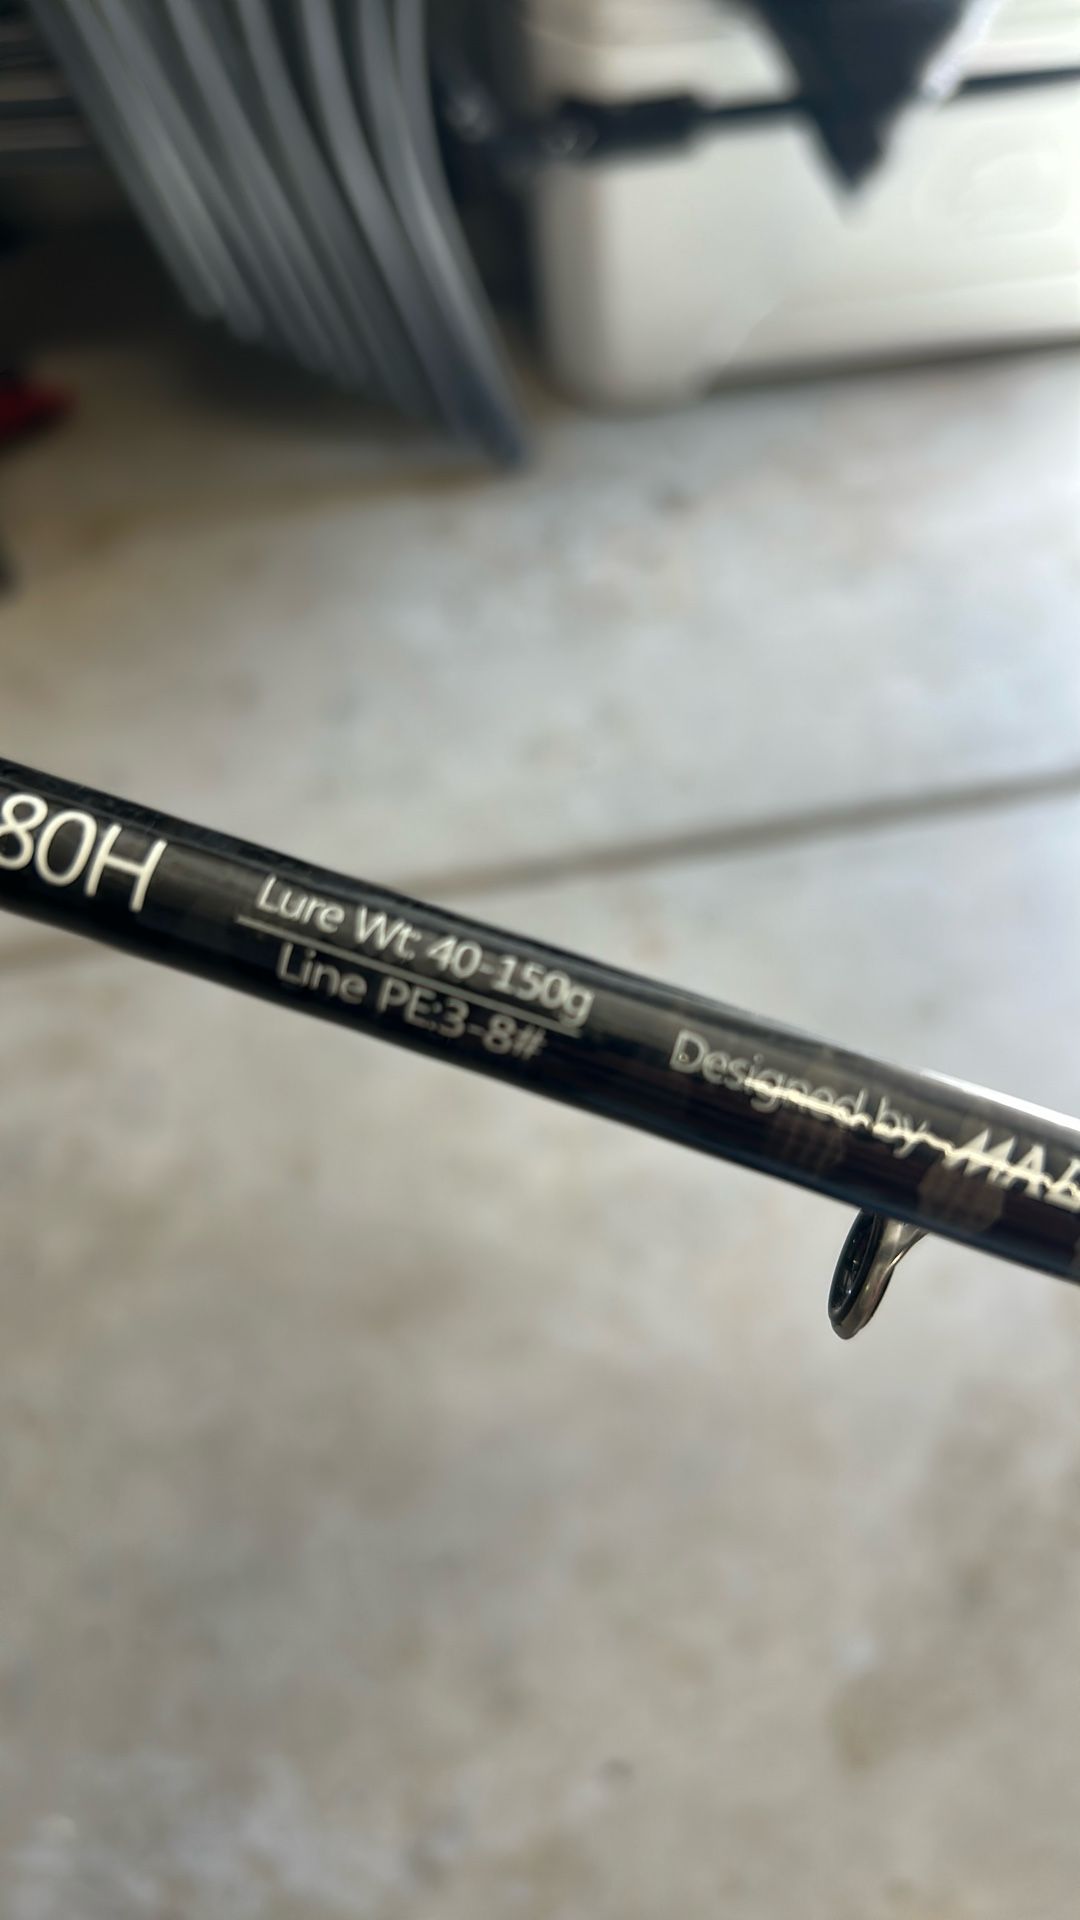 80H
Lure Wt: 40-150g
Line PE:3-8#
Designed by